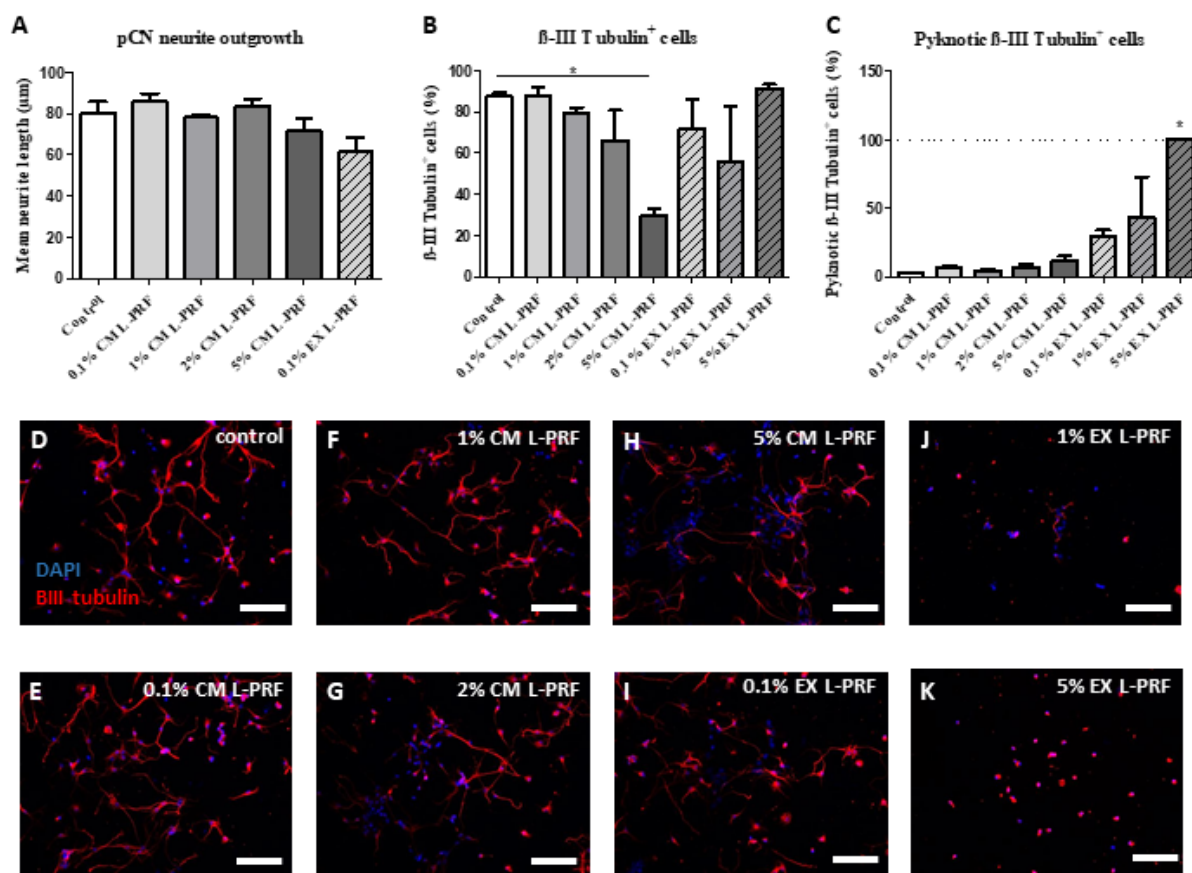 A
pCN neurite outgrowth
Mean neurite length (μm)
100
80
60
40
20
0
Control
0.1% CM L-PRF
1% CM L-PRF
2% CM L-PRF
5% CM L-PRF
0.1% EX L-PRF
B
ß-III Tubulin⁺ cells
ß-III Tubulin⁺ cells (%)
100
80
60
40
20
0
*
Control
0.1% CM L-PRF
1% CM L-PRF
2% CM L-PRF
5% CM L-PRF
0,1% EX L-PRF
1% EX L-PRF
5% EX L-PRF
C
Pyknotic ß-III Tubulin⁺ cells
Pyknotic ß-III Tubulin⁺ cells (%)
150
100
50
0
*
Control
0.1% CM L-PRF
1% CM L-PRF
2% CM L-PRF
5% CM L-PRF
0,1% EX L-PRF
1% EX L-PRF
5% EX L-PRF
D
control
DAPI
BIII-tubulin
F
1% CM L-PRF
H
5% CM L-PRF
J
1% EX L-PRF
E
0.1% CM L-PRF
G
2% CM L-PRF
I
0.1% EX L-PRF
K
5% EX L-PRF